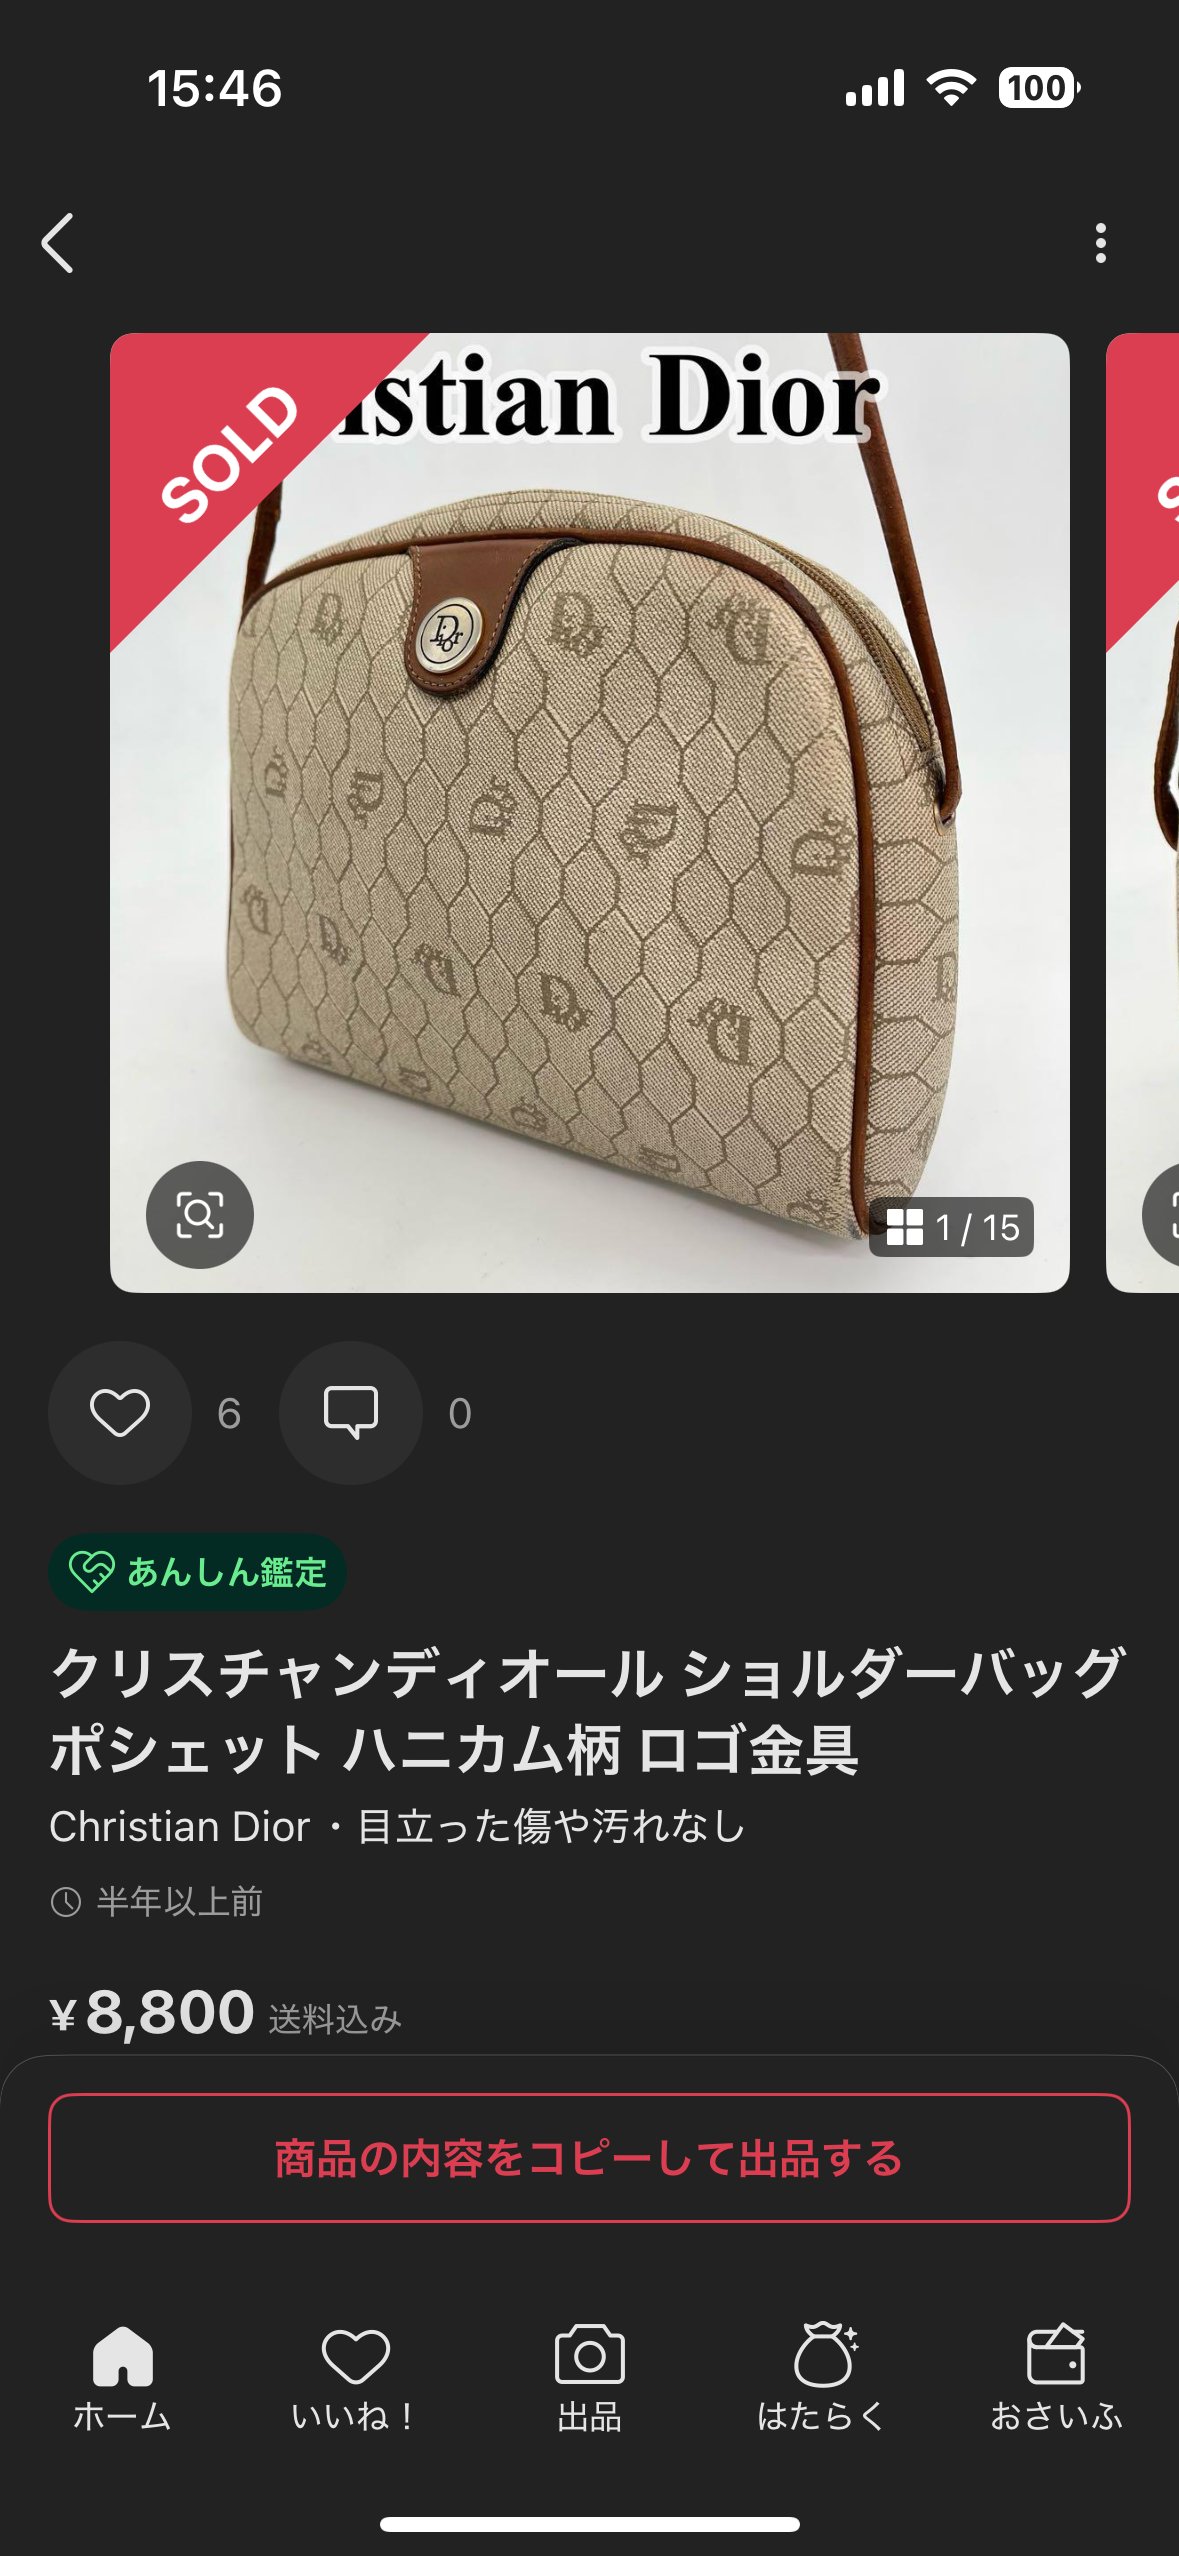 15:46
100
SOLD
istian Dior
Dior
1 / 15
6
0
あんしん鑑定
クリスチャンディオール ショルダーバッグ
ポシェット ハニカム柄 ロゴ金具
Christian Dior・目立った傷や汚れなし
半年以上前
¥8,800 送料込み
商品の内容をコピーして出品する
ホーム
いいね！
出品
はたらく
おさいふ